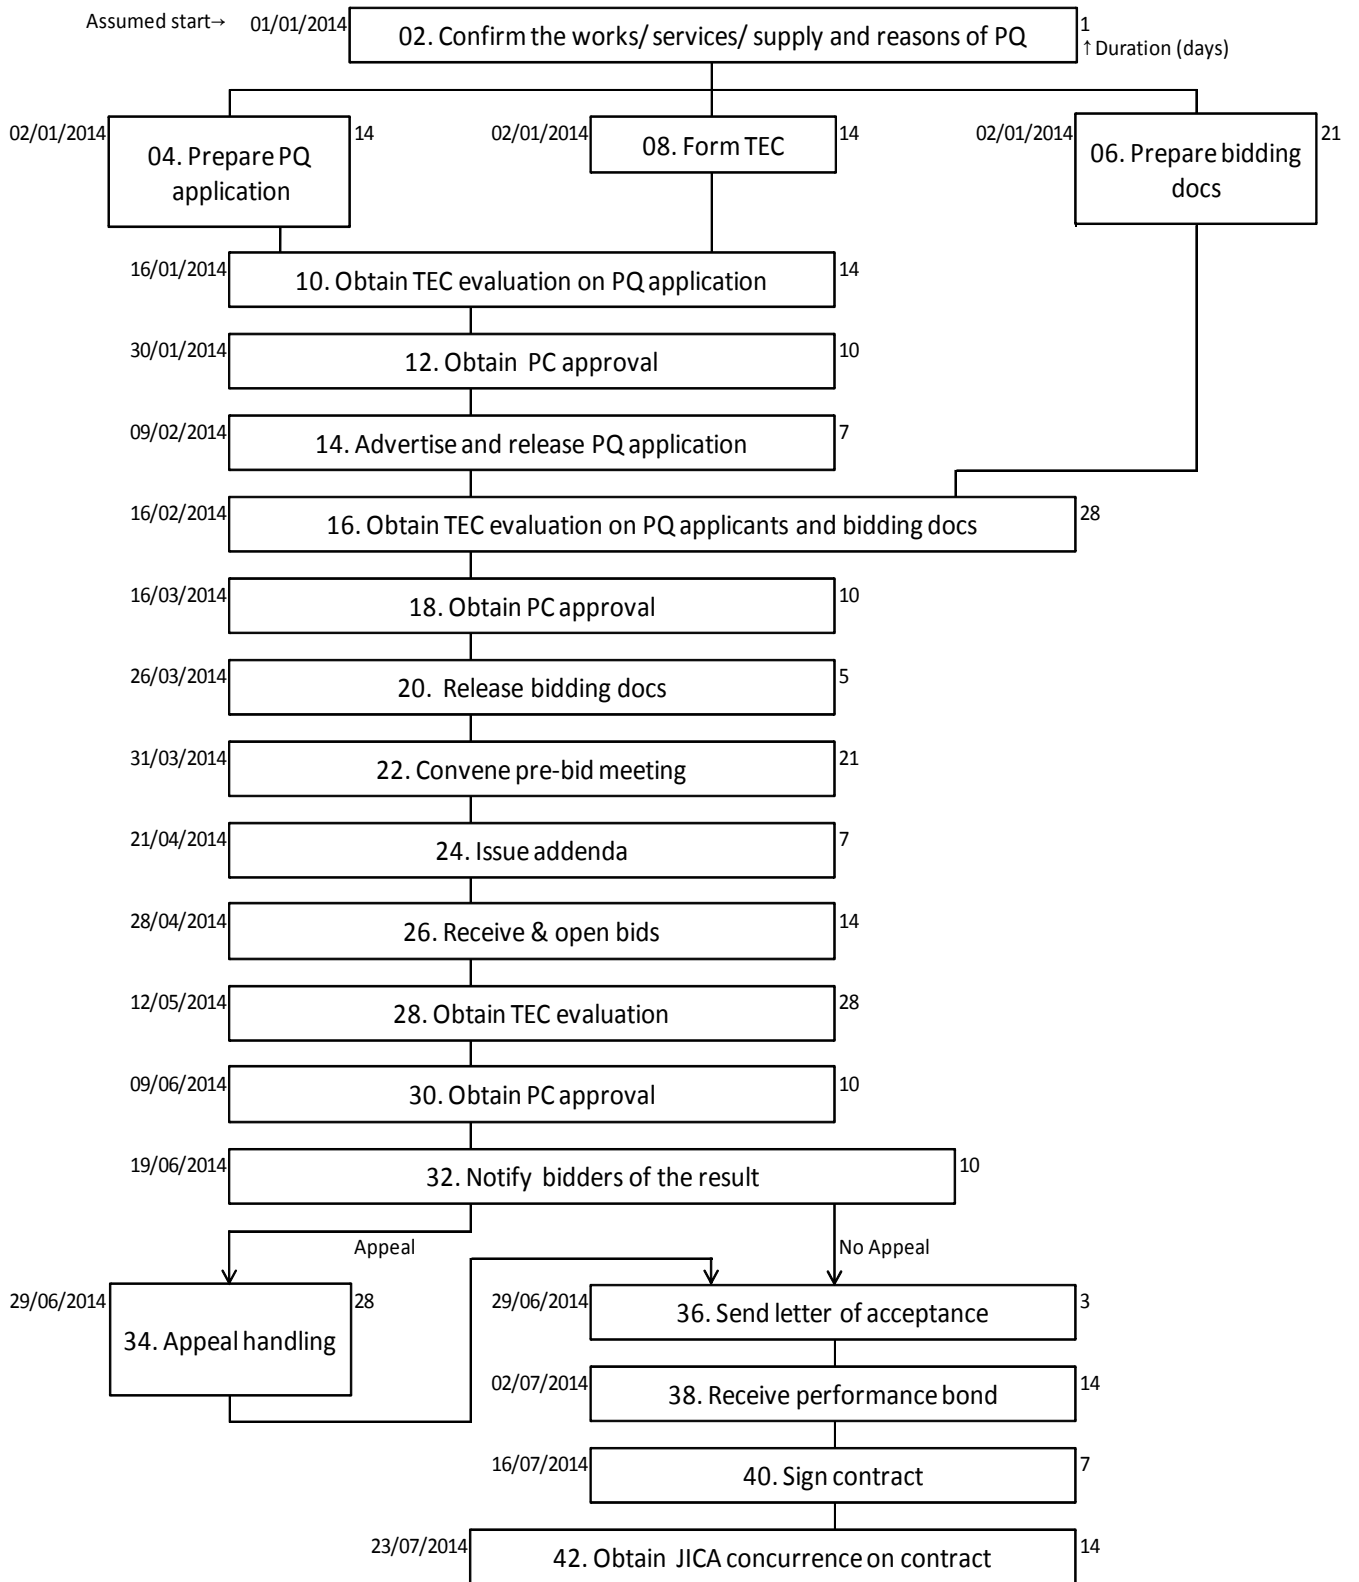 Assumed start→ 01/01/2014
02. Confirm the works/ services/ supply and reasons of PQ
1
↑Duration (days)
02/01/2014
04. Prepare PQ
application
14
02/01/2014
08. Form TEC
14
02/01/2014
06. Prepare bidding
docs
21
16/01/2014
10. Obtain TEC evaluation on PQ application
14
30/01/2014
12. Obtain PC approval
10
09/02/2014
14. Advertise and release PQ application
7
16/02/2014
16. Obtain TEC evaluation on PQ applicants and bidding docs
28
16/03/2014
18. Obtain PC approval
10
26/03/2014
20. Release bidding docs
5
31/03/2014
22. Convene pre-bid meeting
21
21/04/2014
24. Issue addenda
7
28/04/2014
26. Receive & open bids
14
12/05/2014
28. Obtain TEC evaluation
28
09/06/2014
30. Obtain PC approval
10
19/06/2014
32. Notify bidders of the result
10
Appeal
No Appeal
29/06/2014
34. Appeal handling
28
29/06/2014
36. Send letter of acceptance
3
02/07/2014
38. Receive performance bond
14
16/07/2014
40. Sign contract
7
23/07/2014
42. Obtain JICA concurrence on contract
14